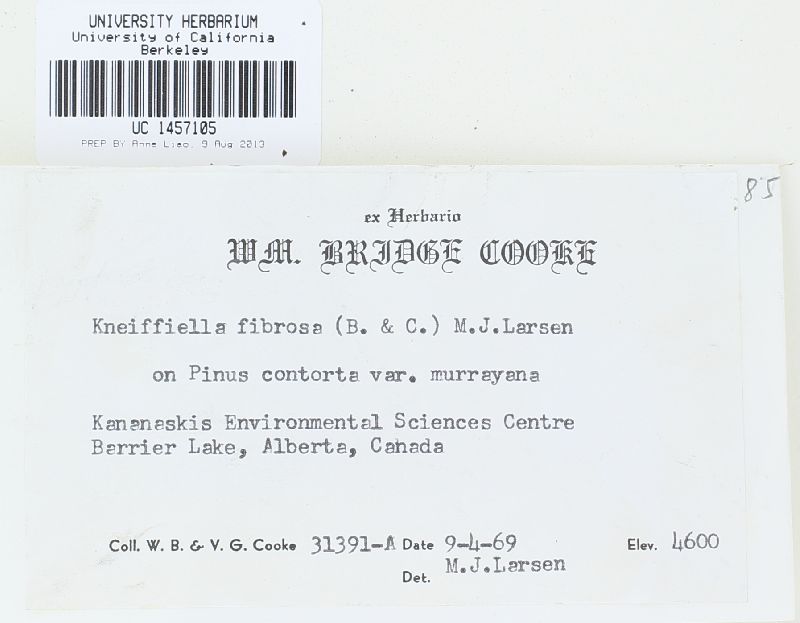 UNIVERSITY HERBARIUM
University of California
Berkeley
UC 1457105
PREP BY Anne Lieo, 9 Aug 2013
85
ex Herbario
WM. BRIDGE COOKE
Kneiffiella fibrosa (B. & C.) M.J.Larsen
on Pinus contorta var. murrayana
Kananaskis Environmental Sciences Centre
Barrier Lake, Alberta, Canada
Coll. W. B. & V. G. Cooke 31391-A Date 9-4-69 Elev. 4600
Det. M.J.Larsen